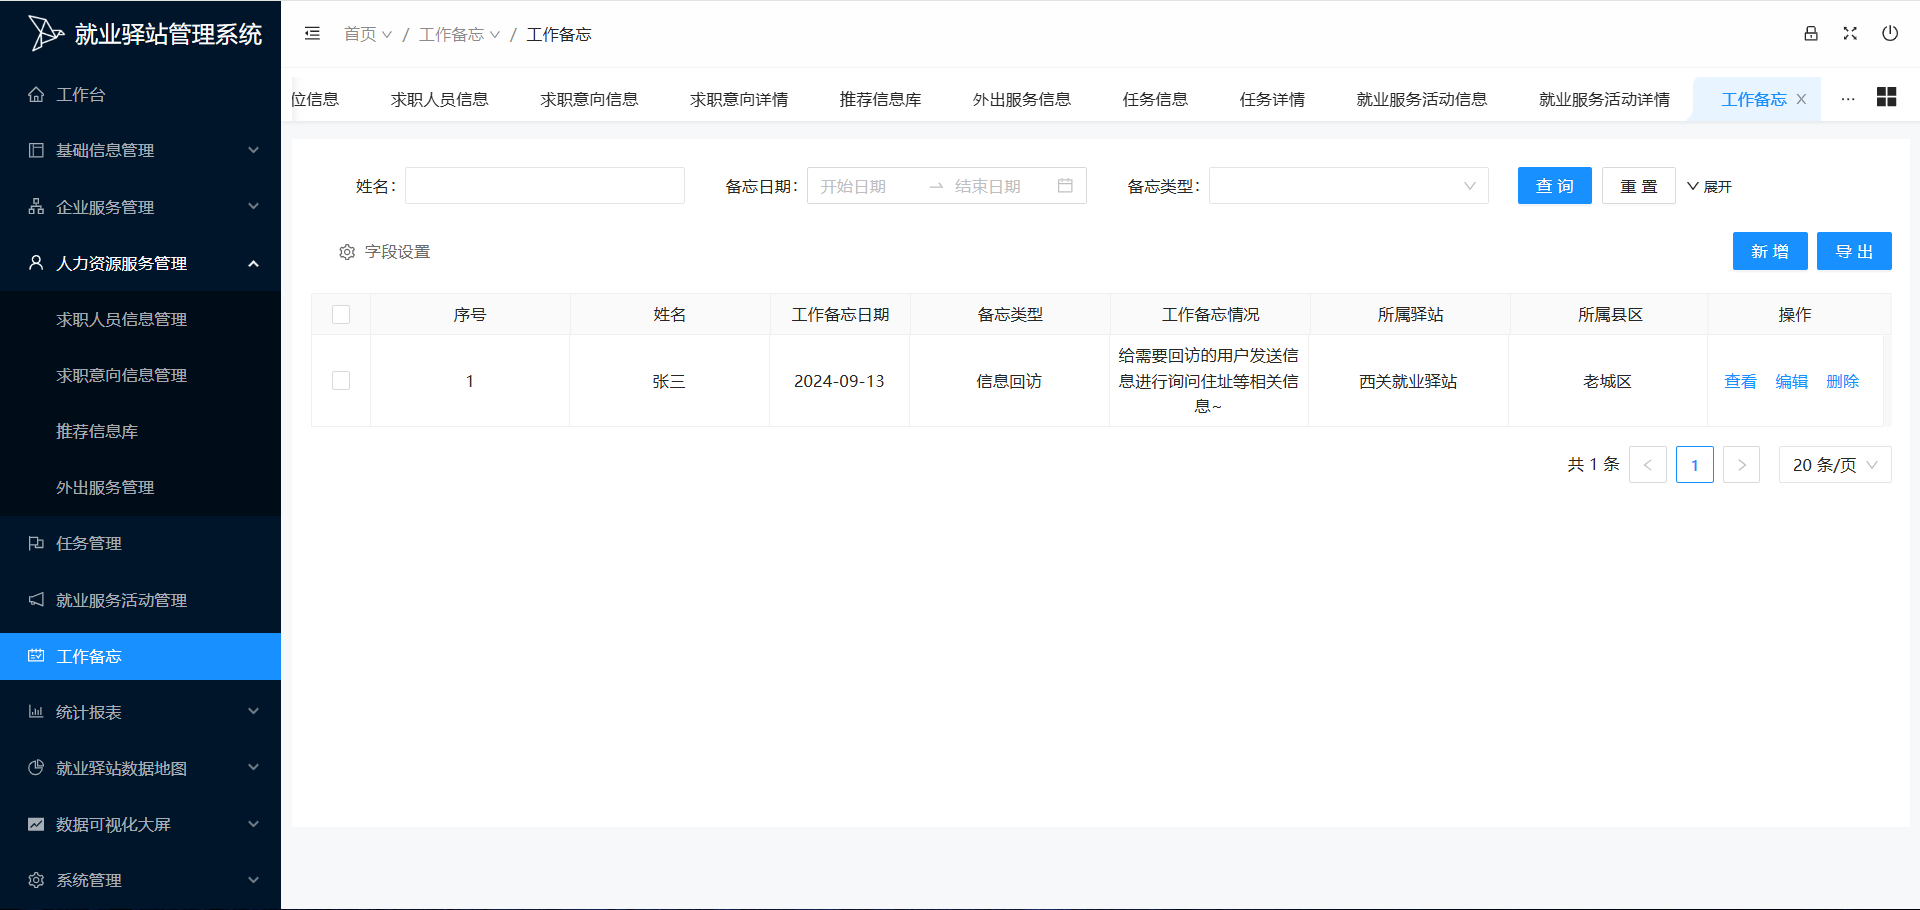 就业驿站管理系统
首页 / 工作备忘 / 工作备忘
工作台
基础信息管理
企业服务管理
人力资源服务管理
求职人员信息管理
求职意向信息管理
推荐信息库
外出服务管理
任务管理
就业服务活动管理
工作备忘
统计报表
就业驿站数据地图
数据可视化大屏
系统管理
位信息 求职人员信息 求职意向信息 求职意向详情 推荐信息库 外出服务信息 任务信息 任务详情 就业服务活动信息 就业服务活动详情 工作备忘 X ...
姓名: 备忘日期: 开始日期 → 结束日期 备忘类型: 查 询 重 置 展开
字段设置 新 增 导 出
序号 姓名 工作备忘日期 备忘类型 工作备忘情况 所属驿站 所属县区 操作
1 张三 2024-09-13 信息回访 给需要回访的用户发送信
息进行询问住址等相关信
息~
西关就业驿站 老城区 查看 编辑 删除
共 1 条 < 1 > 20 条/页